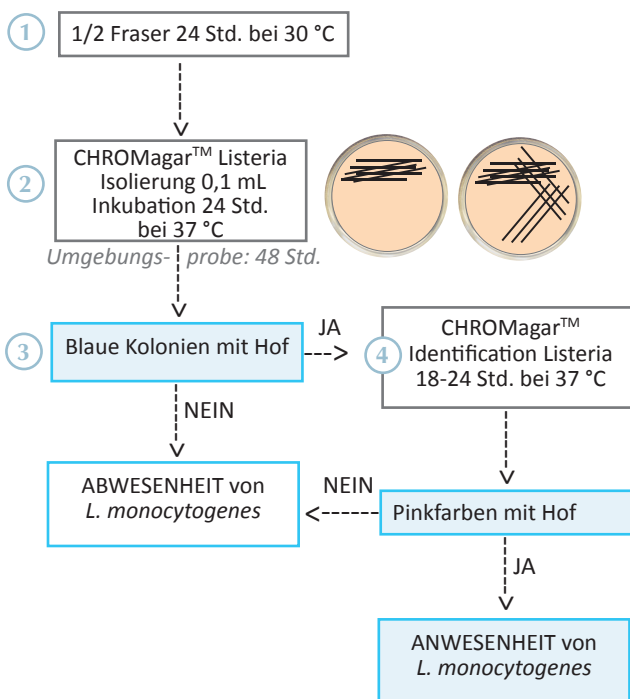 1
1/2 Fraser 24 Std. bei 30 °C
2
CHROMagar™ Listeria
Isolierung 0,1 mL
Inkubation 24 Std.
bei 37 °C
Umgebungs- probe: 48 Std.
3
Blaue Kolonien mit Hof
JA
4
CHROMagar™
Identification Listeria
18-24 Std. bei 37 °C
NEIN
ABWESENHEIT von
L. monocytogenes
NEIN
Pinkfarben mit Hof
JA
ANWESENHEIT von
L. monocytogenes